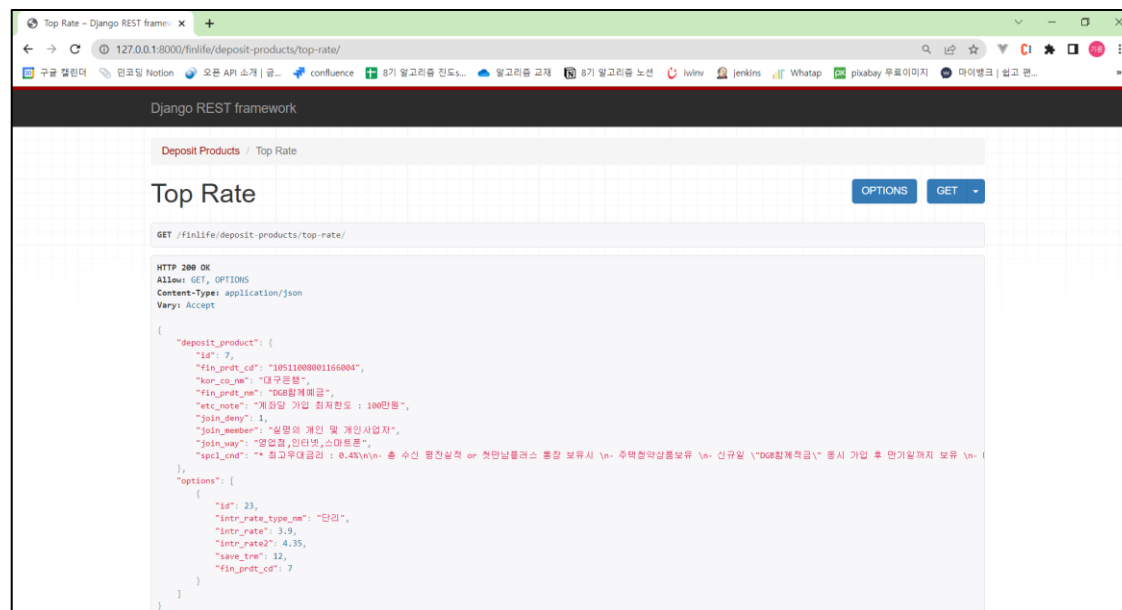 Top Rate – Django REST framew
127.0.0.1:8000/finlife/deposit-products/top-rate/
구글 캘린더 민코딩 Notion 오픈 API 소개 | 금... confluence 8기 알고리즘 진도s... 알고리즘 교재 8기 알고리즘 노션 iwinv jenkins Whatap pixabay 무료이미지 마이뱅크 | 쉽고 편... »
Django REST framework
Deposit Products / Top Rate
Top Rate
OPTIONS GET
GET /finlife/deposit-products/top-rate/
HTTP 200 OK
Allow: GET, OPTIONS
Content-Type: application/json
Vary: Accept
{
"deposit_product": {
"id": 7,
"fin_prdt_cd": "10511008001166004",
"kor_co_nm": "대구은행",
"fin_prdt_nm": "DGB함께예금",
"etc_note": "계좌당 가입 최저한도 : 100만원",
"join_deny": 1,
"join_member": "실명의 개인 및 개인사업자",
"join_way": "영업점,인터넷,스마트폰",
"spcl_cnd": "* 최고우대금리 : 0.4%\n\n- 총 수신 평잔실적 or 첫만남플러스 통장 보유시 \n- 주택청약상품보유 \n- 신규일 \"DGB함께적금\" 동시 가입 후 만기일까지 보유 \n-
},
"options": [
{
"id": 23,
"intr_rate_type_nm": "단리",
"intr_rate": 3.9,
"intr_rate2": 4.35,
"save_trm": 12,
"fin_prdt_cd": 7
}
]
}